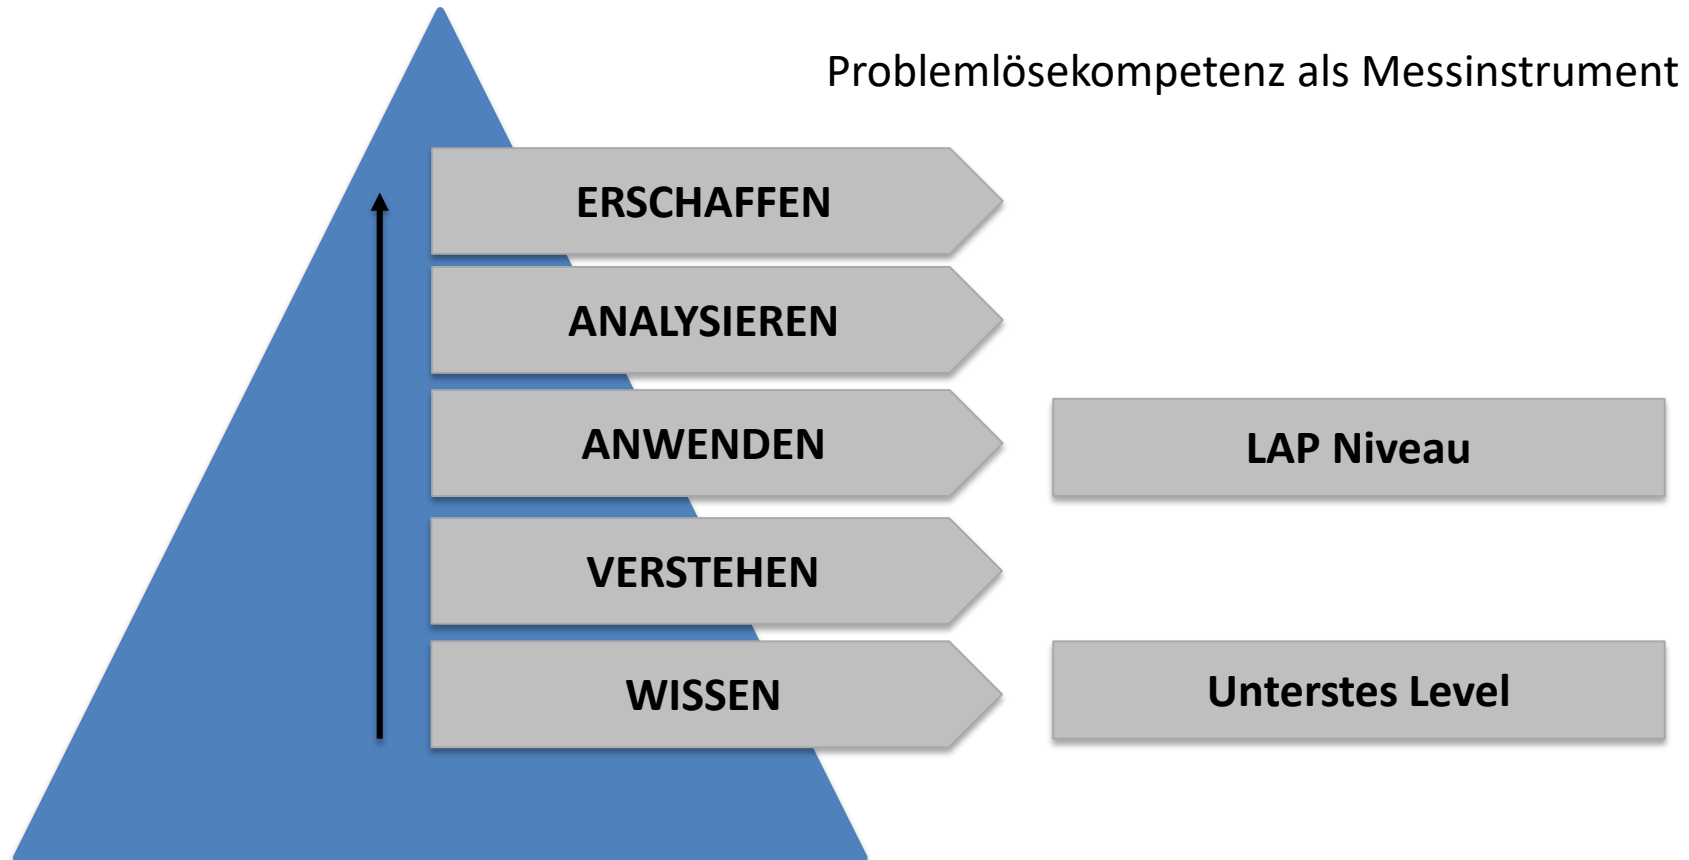 Problemlösekompetenz als Messinstrument
ERSCHAFFEN
ANALYSIEREN
ANWENDEN
LAP Niveau
VERSTEHEN
WISSEN
Unterstes Level